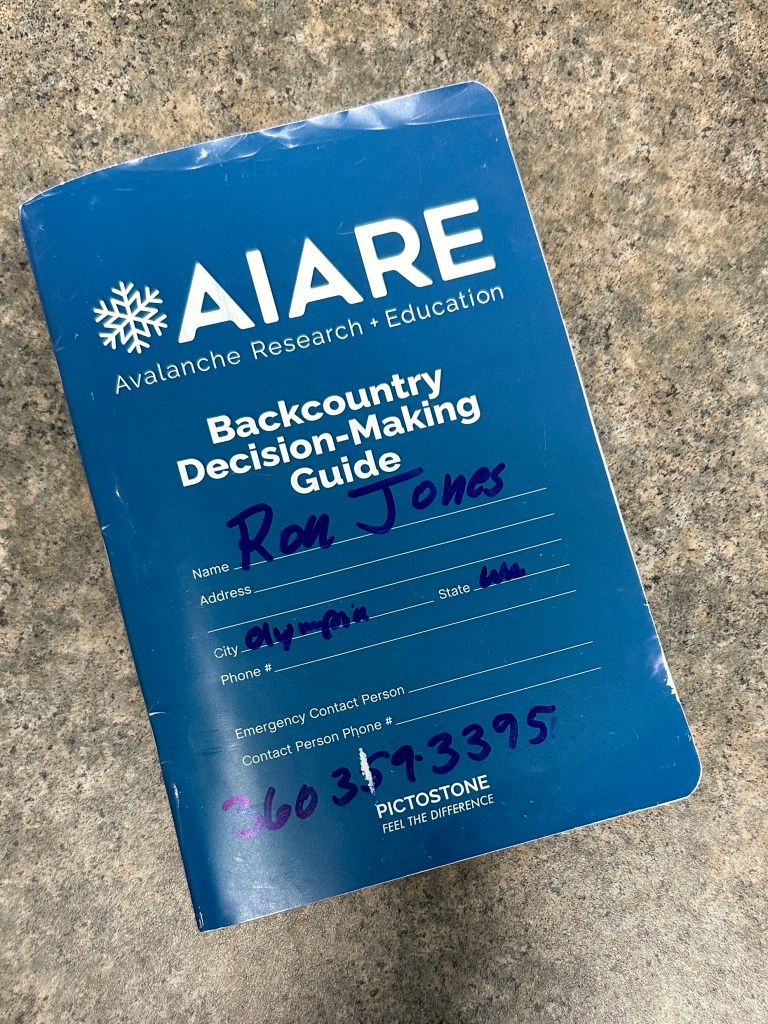 AIARE
Avalanche Research + Education
Backcountry
Decision-Making
Guide
Name Ron Jones
Address
City Olympia State Wa.
Phone #
Emergency Contact Person
Contact Person Phone #
360 359.3395
PICTOSTONE
FEEL THE DIFFERENCE